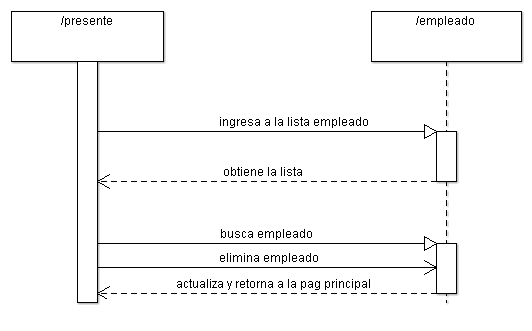 /presente
/empleado
ingresa a la lista empleado
obtiene la lista
busca empleado
elimina empleado
actualiza y retorna a la pag principal